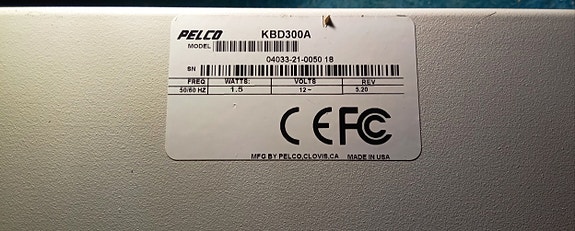 PELCO KBD300A
MODEL
04033-21-0050 18
SN
FREQ WATTS: VOLTS REV
50/60 HZ 1.5 12~ 5.20
CE FC
MFG BY PELCO,CLOVIS,CA MADE IN USA